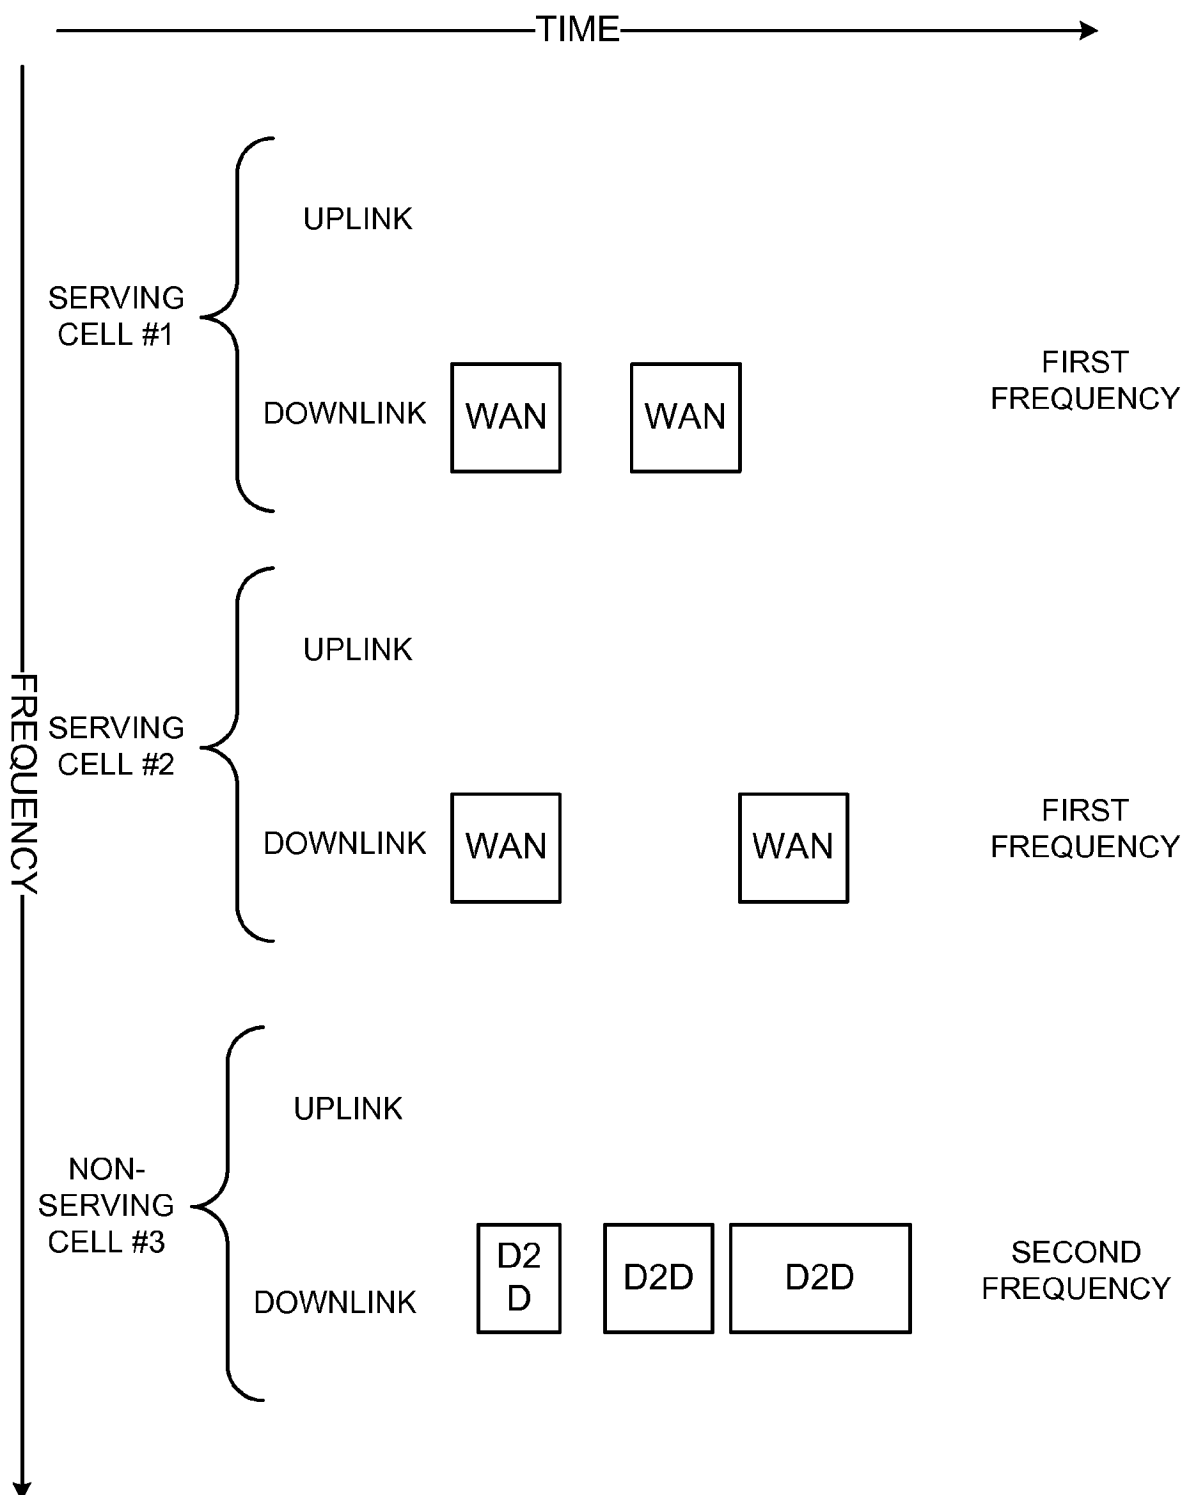 TIME
FREQUENCY
SERVING
CELL #1
UPLINK
DOWNLINK
WAN
WAN
FIRST
FREQUENCY
SERVING
CELL #2
UPLINK
DOWNLINK
WAN
WAN
FIRST
FREQUENCY
NON-
SERVING
CELL #3
UPLINK
DOWNLINK
D2
D
D2D
D2D
SECOND
FREQUENCY